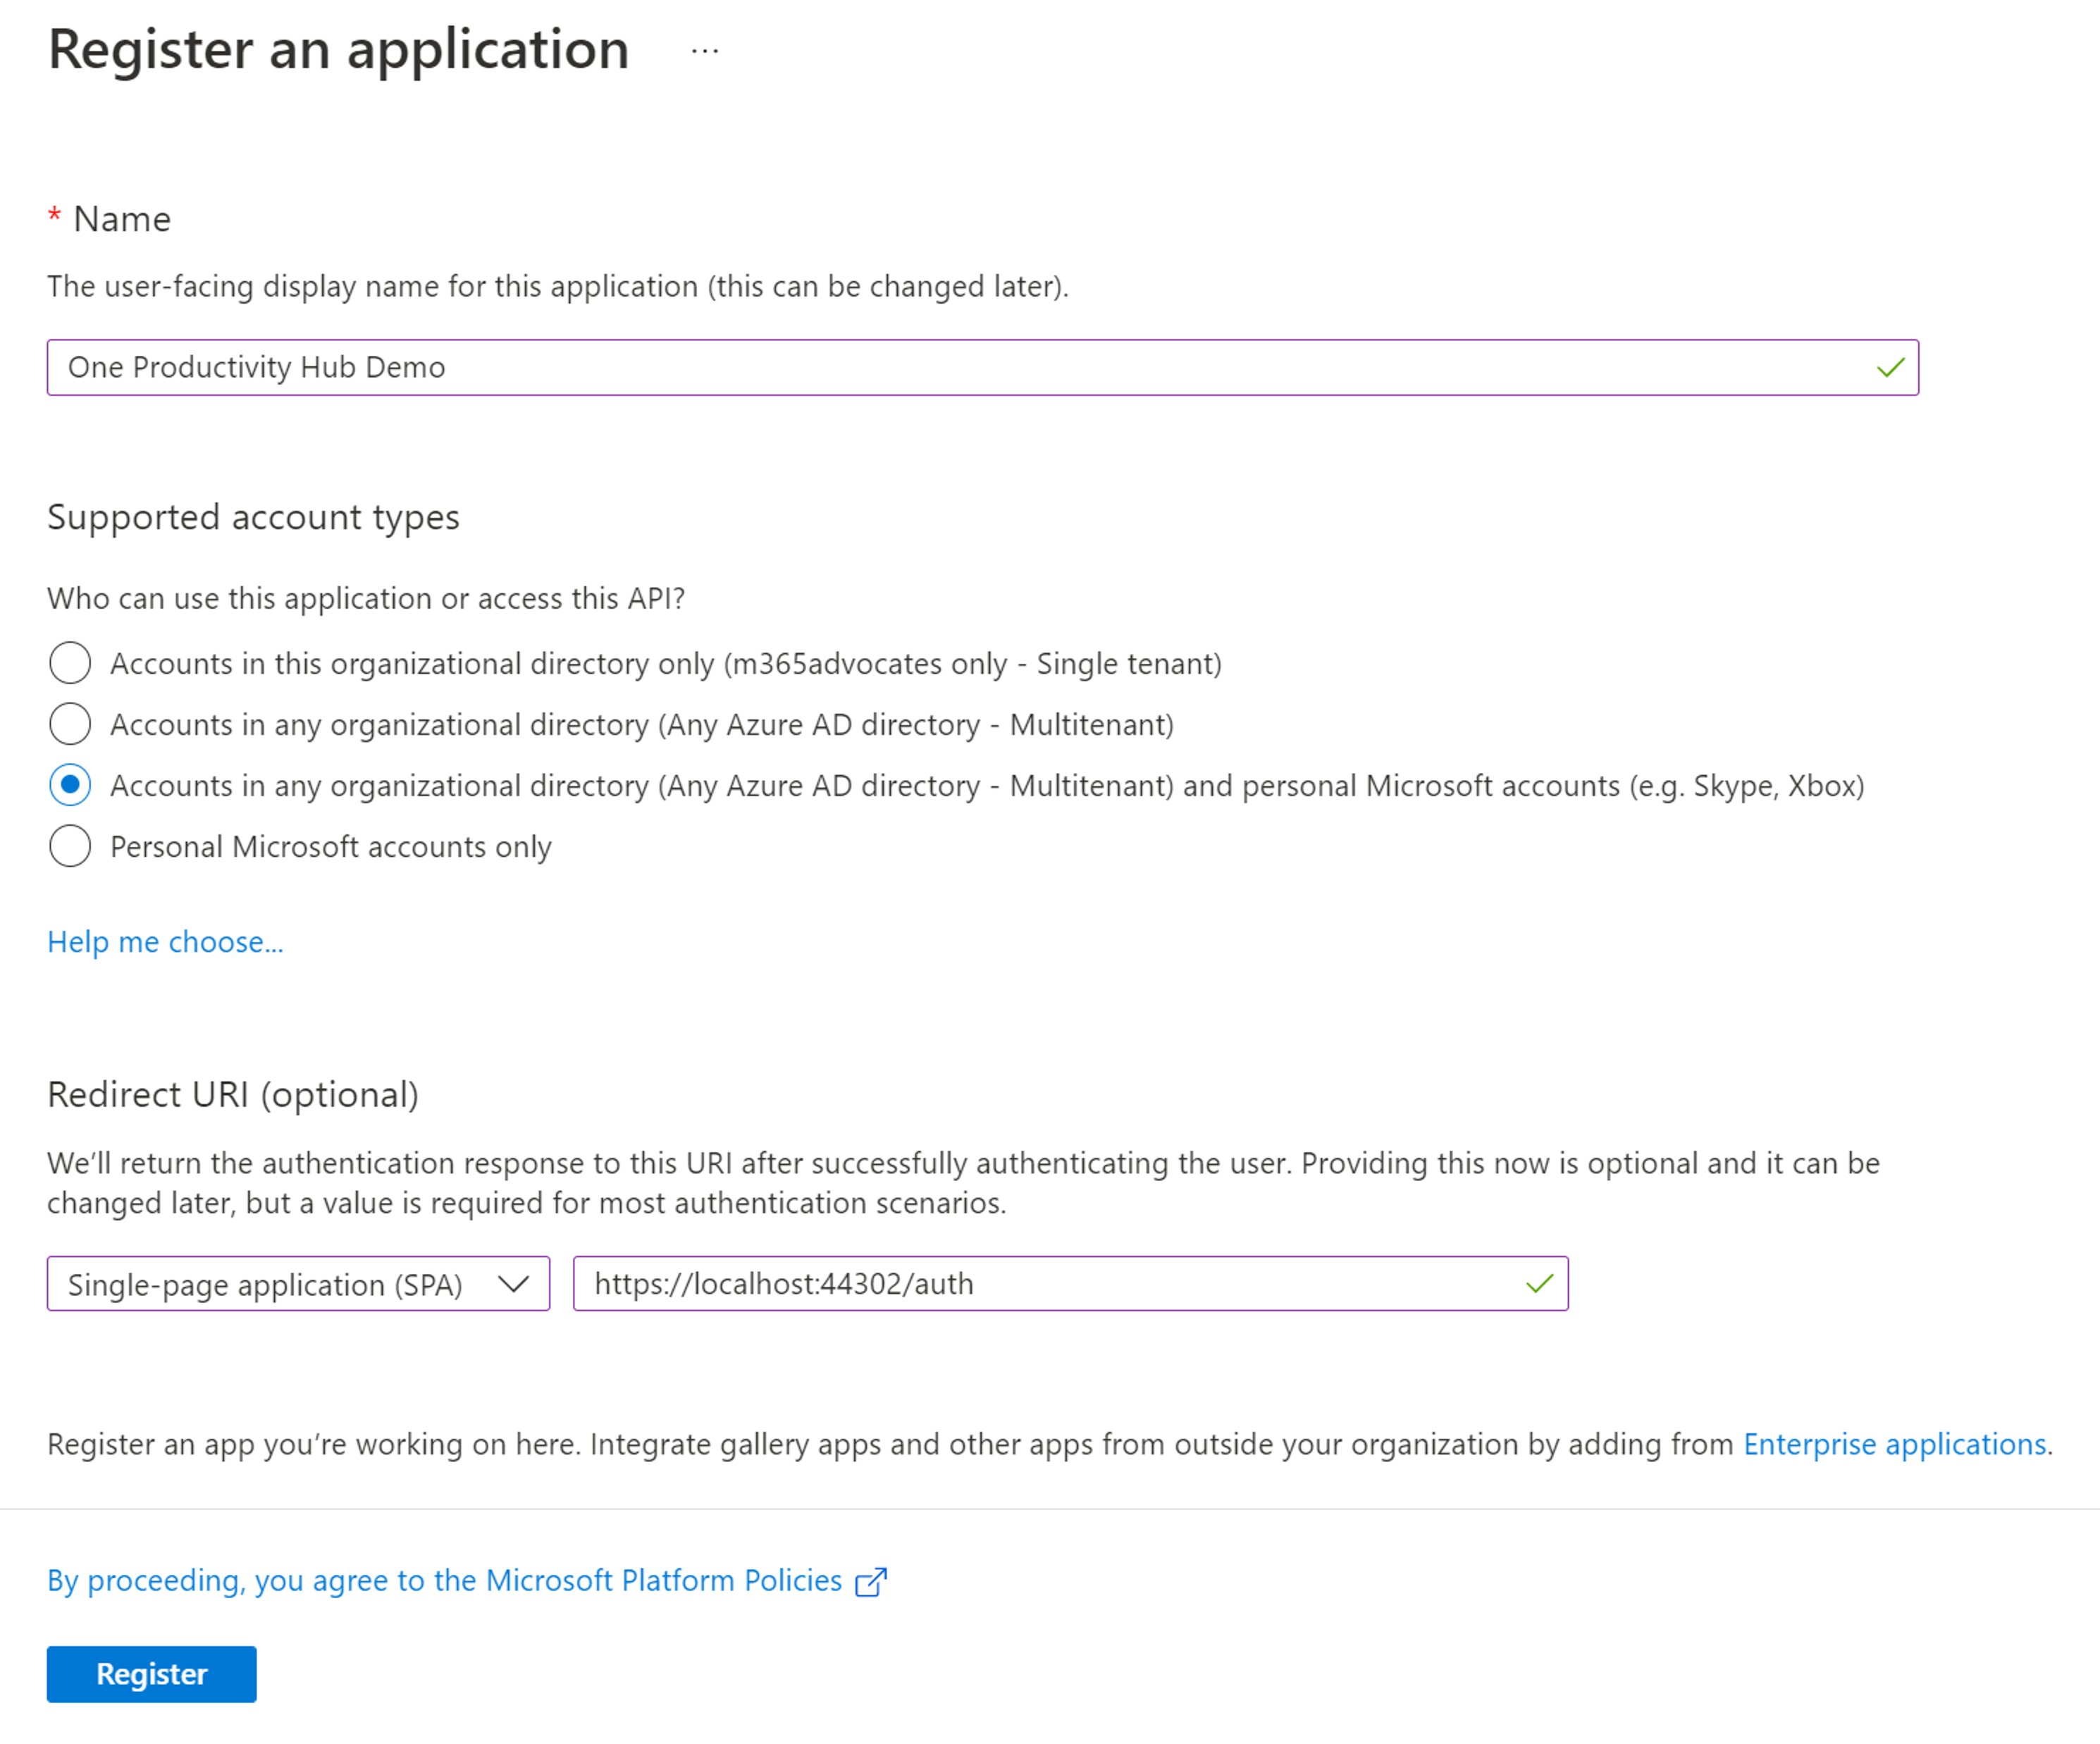 Register an application ...
* Name
The user-facing display name for this application (this can be changed later).
One Productivity Hub Demo
Supported account types
Who can use this application or access this API?
Accounts in this organizational directory only (m365advocates only - Single tenant)
Accounts in any organizational directory (Any Azure AD directory - Multitenant)
Accounts in any organizational directory (Any Azure AD directory - Multitenant) and personal Microsoft accounts (e.g. Skype, Xbox)
Personal Microsoft accounts only
Help me choose...
Redirect URI (optional)
We’ll return the authentication response to this URI after successfully authenticating the user. Providing this now is optional and it can be
changed later, but a value is required for most authentication scenarios.
Single-page application (SPA) https://localhost:44302/auth
Register an app you’re working on here. Integrate gallery apps and other apps from outside your organization by adding from Enterprise applications.
By proceeding, you agree to the Microsoft Platform Policies
Register